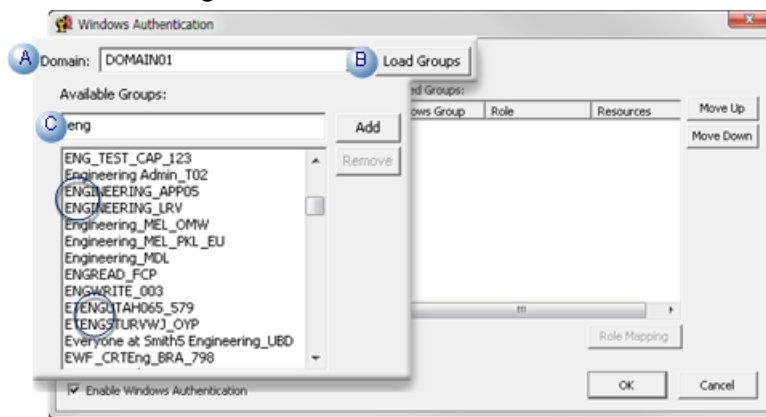 Windows Authentication
A Domain: DOMAIN01 B Load Groups
Available Groups:
ed Groups:
ows Group Role Resources
Move Up
Move Down
C eng Add
Remove
ENG_TEST_CAP_123
Engineering Admin_T02
ENGINEERING_APP05
ENGINEERING_LRV
Engineering_MEL_OMW
Engineering_MEL_PKL_EU
Engineering_MDL
ENGREAD_FCP
ENGWRITE_003
ETENGUTAH065_579
ETENGSTURVWJ_OYP
Everyone at Smith5 Engineering_UBD
EWF_CRTEng_BRA_798
Role Mapping
Enable Windows Authentication
OK Cancel